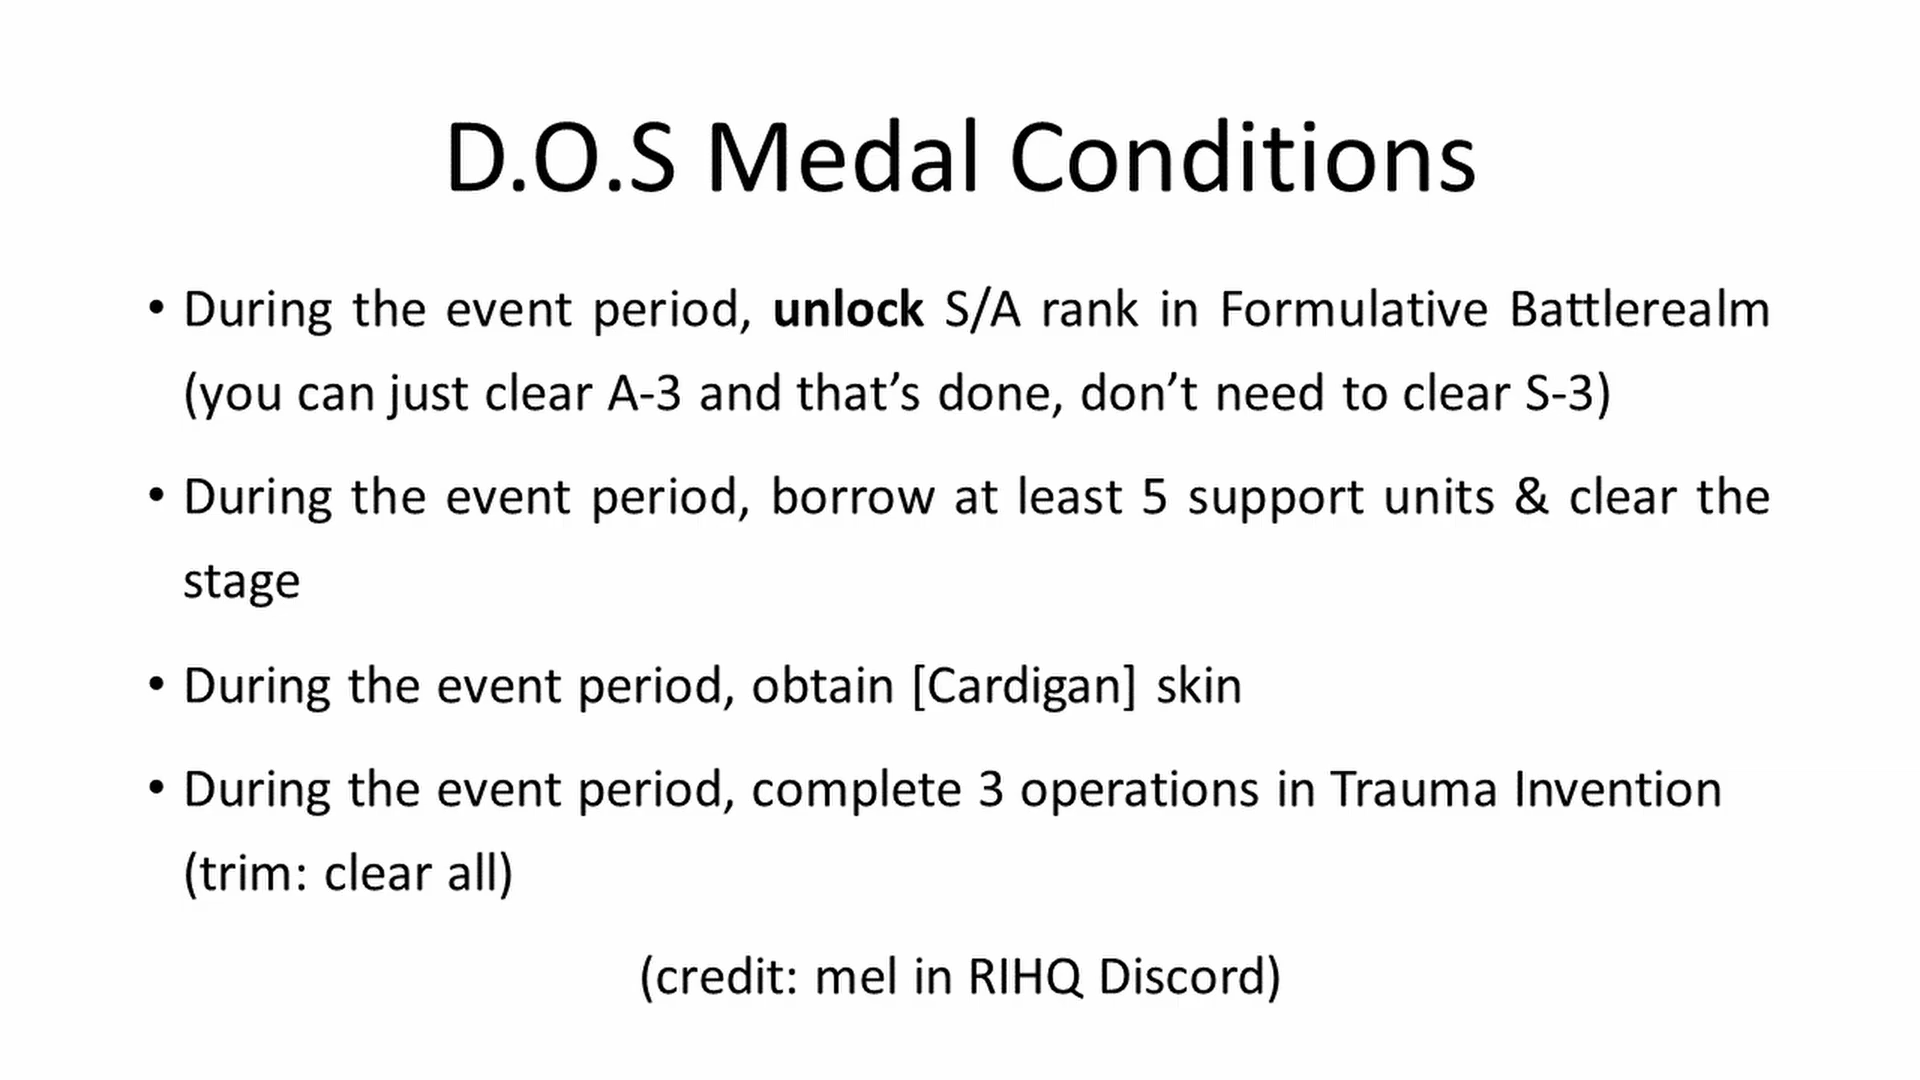 D.O.S Medal Conditions
• During the event period, unlock S/A rank in Formulative Battlerealm
(you can just clear A-3 and that’s done, don’t need to clear S-3)
• During the event period, borrow at least 5 support units & clear the
stage
• During the event period, obtain [Cardigan] skin
• During the event period, complete 3 operations in Trauma Invention
(trim: clear all)
(credit: mel in RIHQ Discord)